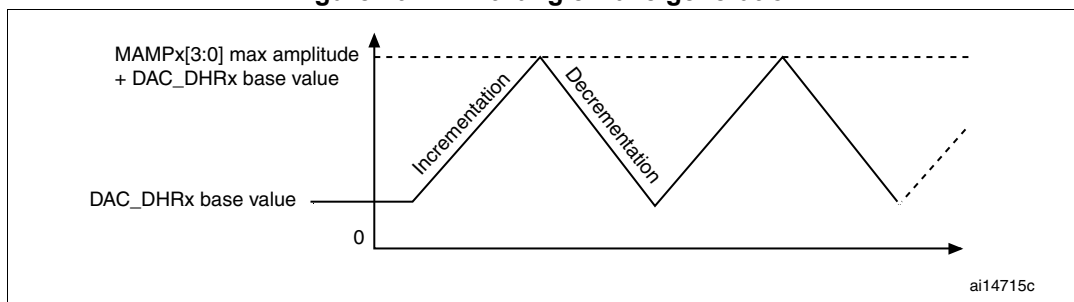 MAMPx[3:0] max amplitude
+ DAC_DHRx base value
Incrementation
Decrementation
DAC_DHRx base value
0
ai14715c